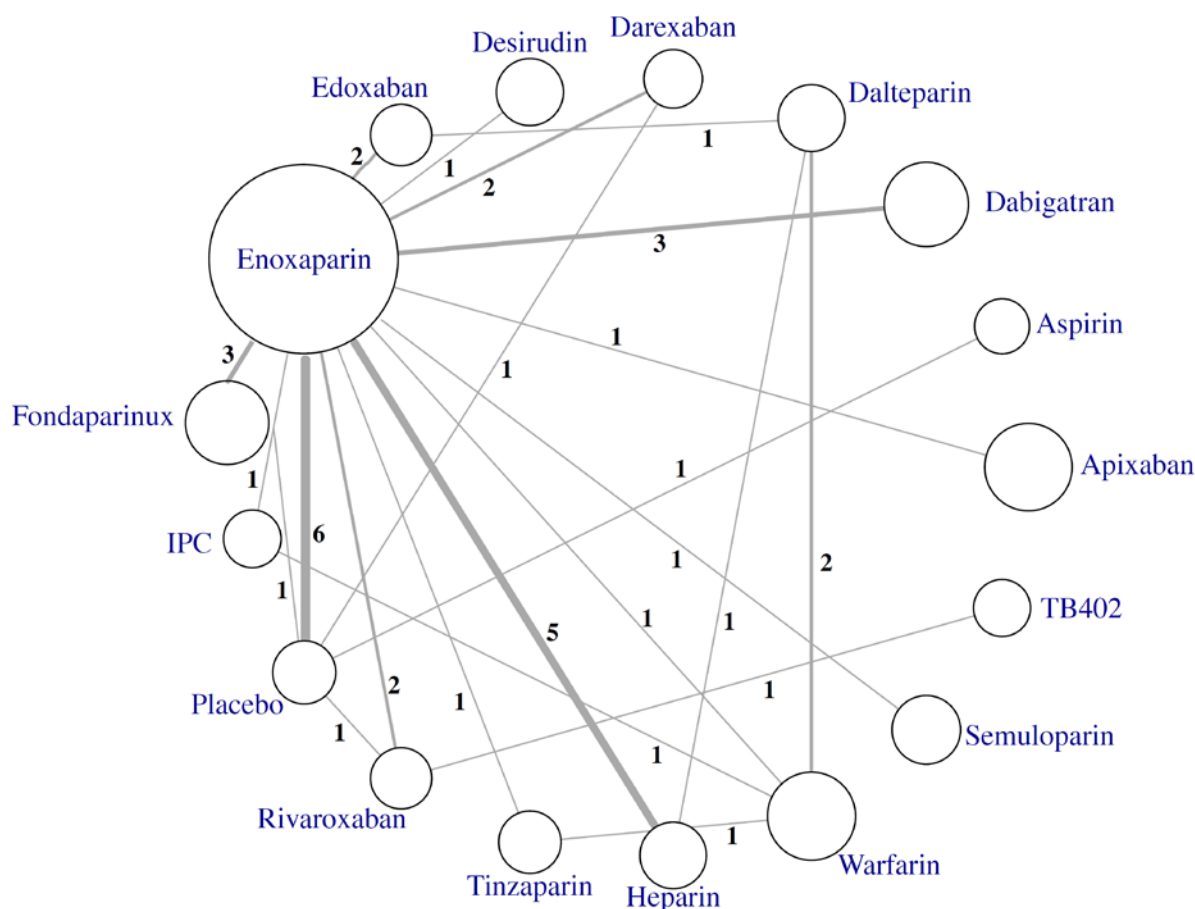 Darexaban
Desirudin
Edoxaban
Dalteparin
1
2
1
2
Dabigatran
3
Enoxaparin
Aspirin
1
3
1
Fondaparinux
1
Apixaban
1
6
IPC
1
2
1
TB402
1
1
5
2
1
1
Placebo
1
1
Semuloparin
1
Rivaroxaban
1
Warfarin
Tinzaparin
Heparin